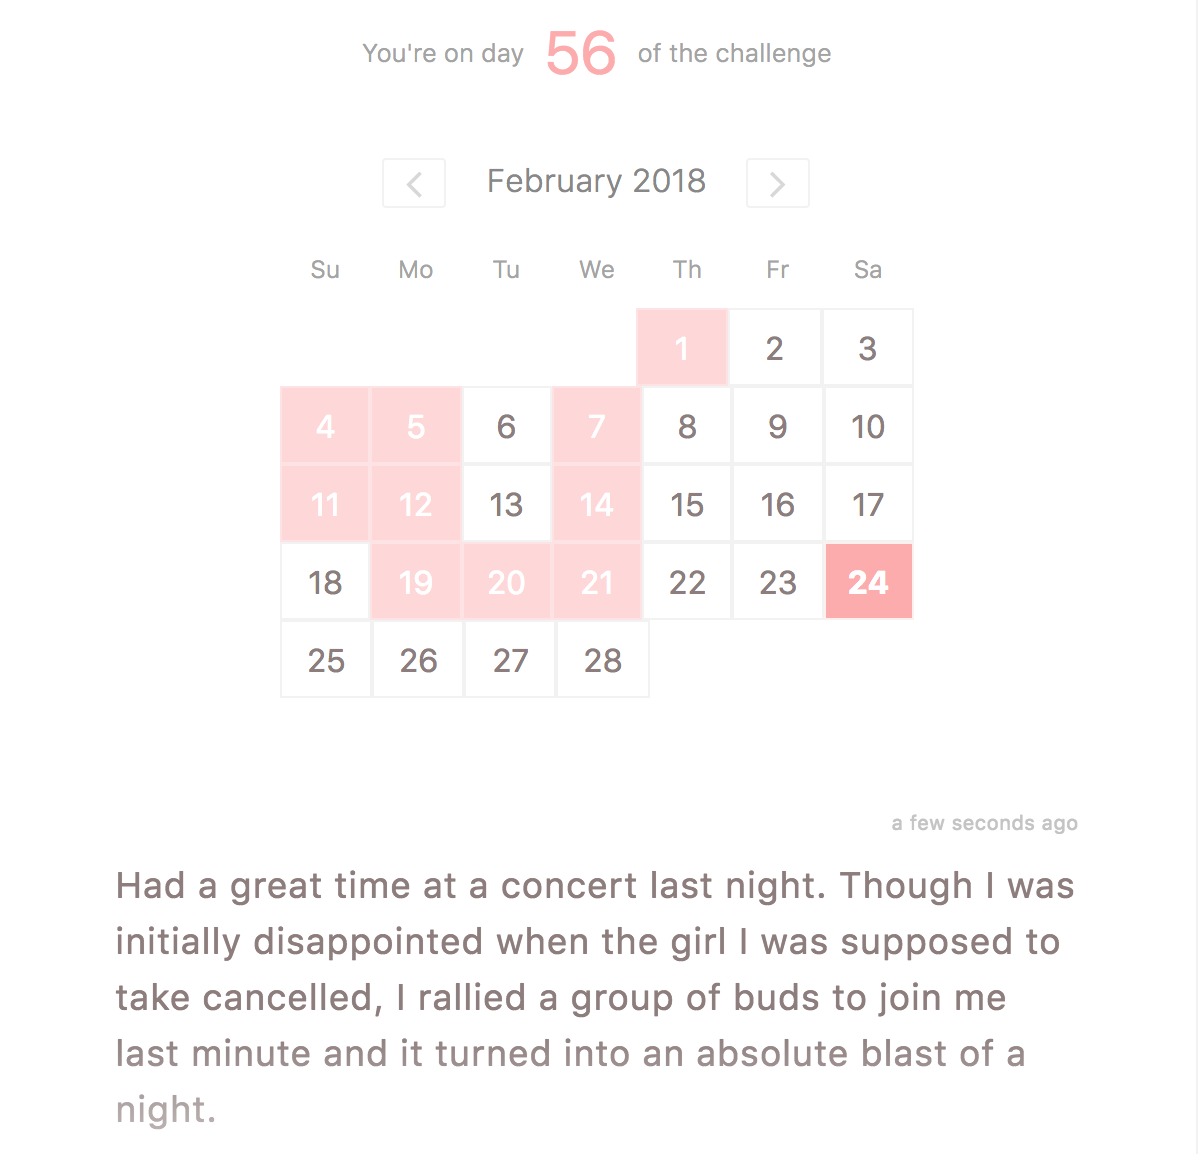 You're on day 56 of the challenge
February 2018
Su Mo Tu We Th Fr Sa
1 2 3
4 5 6 7 8 9 10
11 12 13 14 15 16 17
18 19 20 21 22 23 24
25 26 27 28
a few seconds ago
Had a great time at a concert last night. Though I was
initially disappointed when the girl I was supposed to
take cancelled, I rallied a group of buds to join me
last minute and it turned into an absolute blast of a
night.